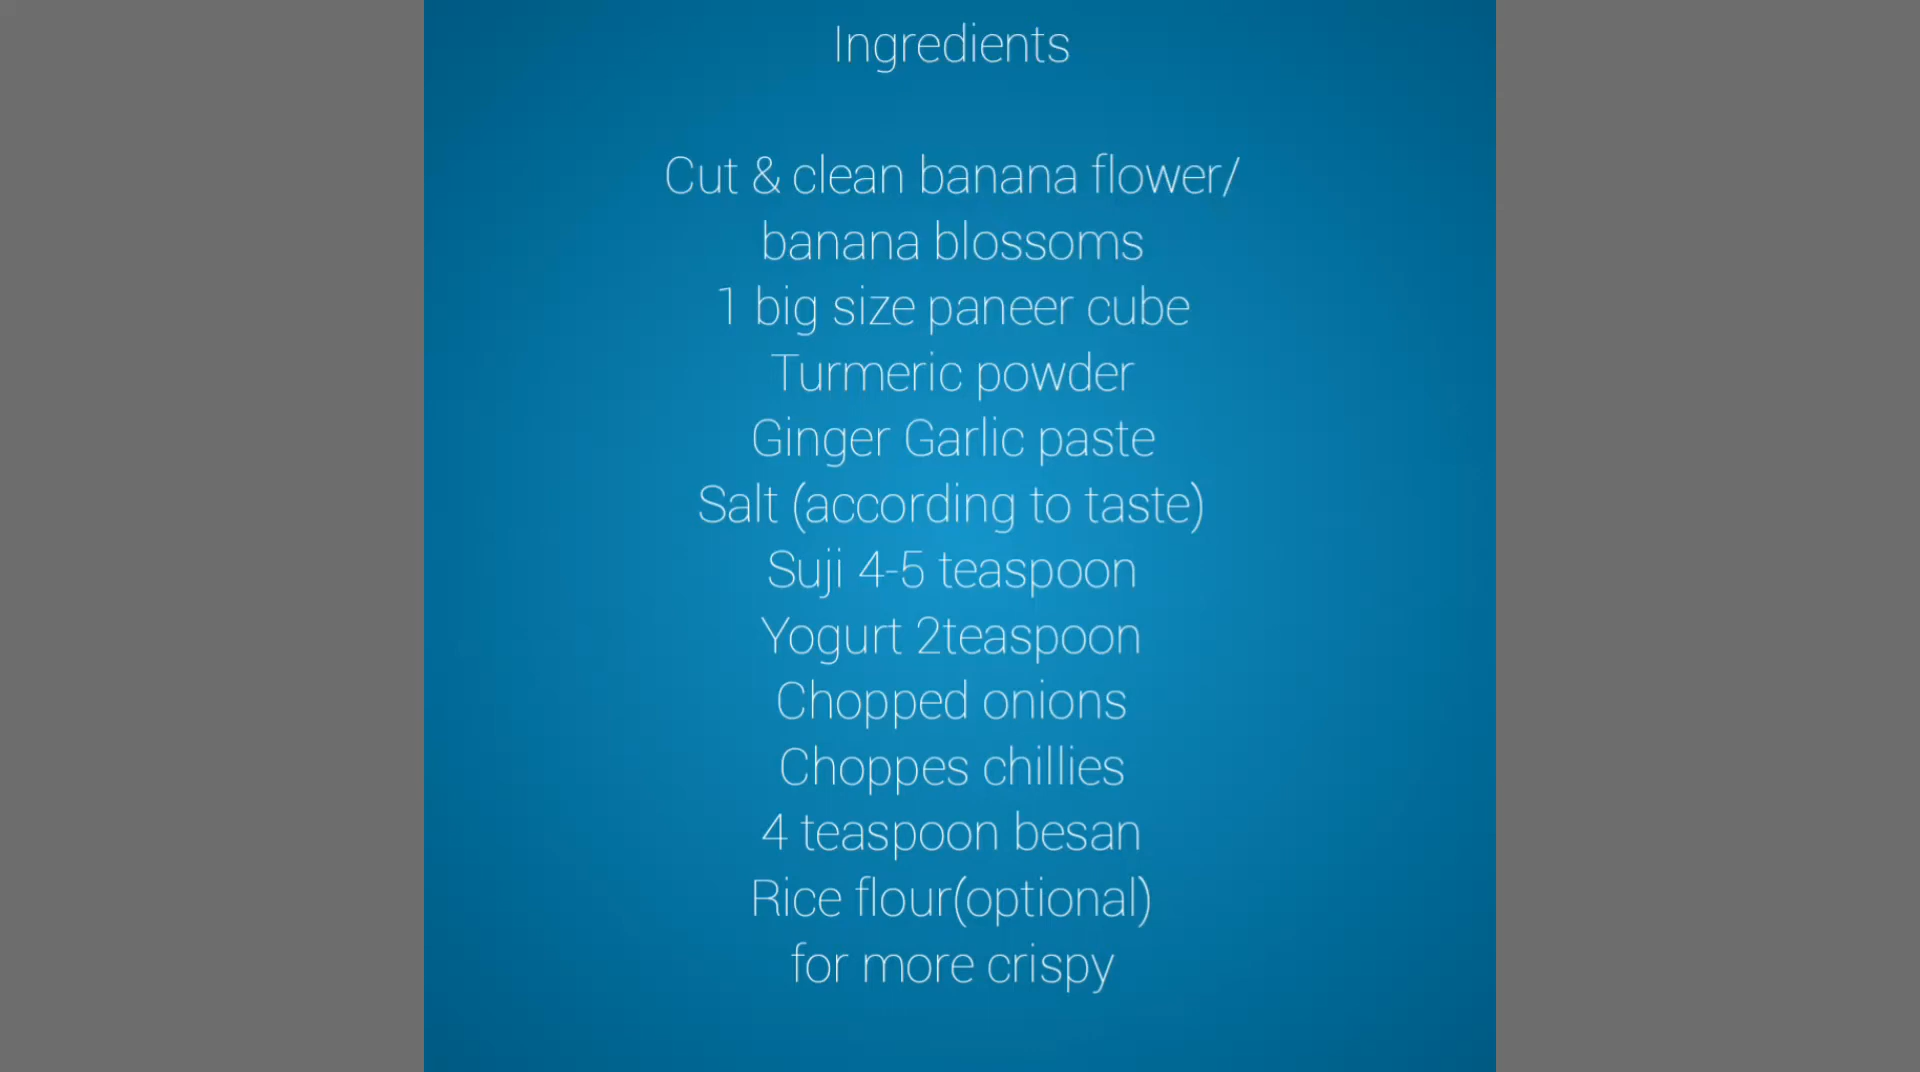 Ingredients
Cut & clean banana flower/
banana blossoms
1 big size paneer cube
Turmeric powder
Ginger Garlic paste
Salt (according to taste)
Suji 4-5 teaspoon
Yogurt 2teaspoon
Chopped onions
Choppes chillies
4 teaspoon besan
Rice flour(optional)
for more crispy